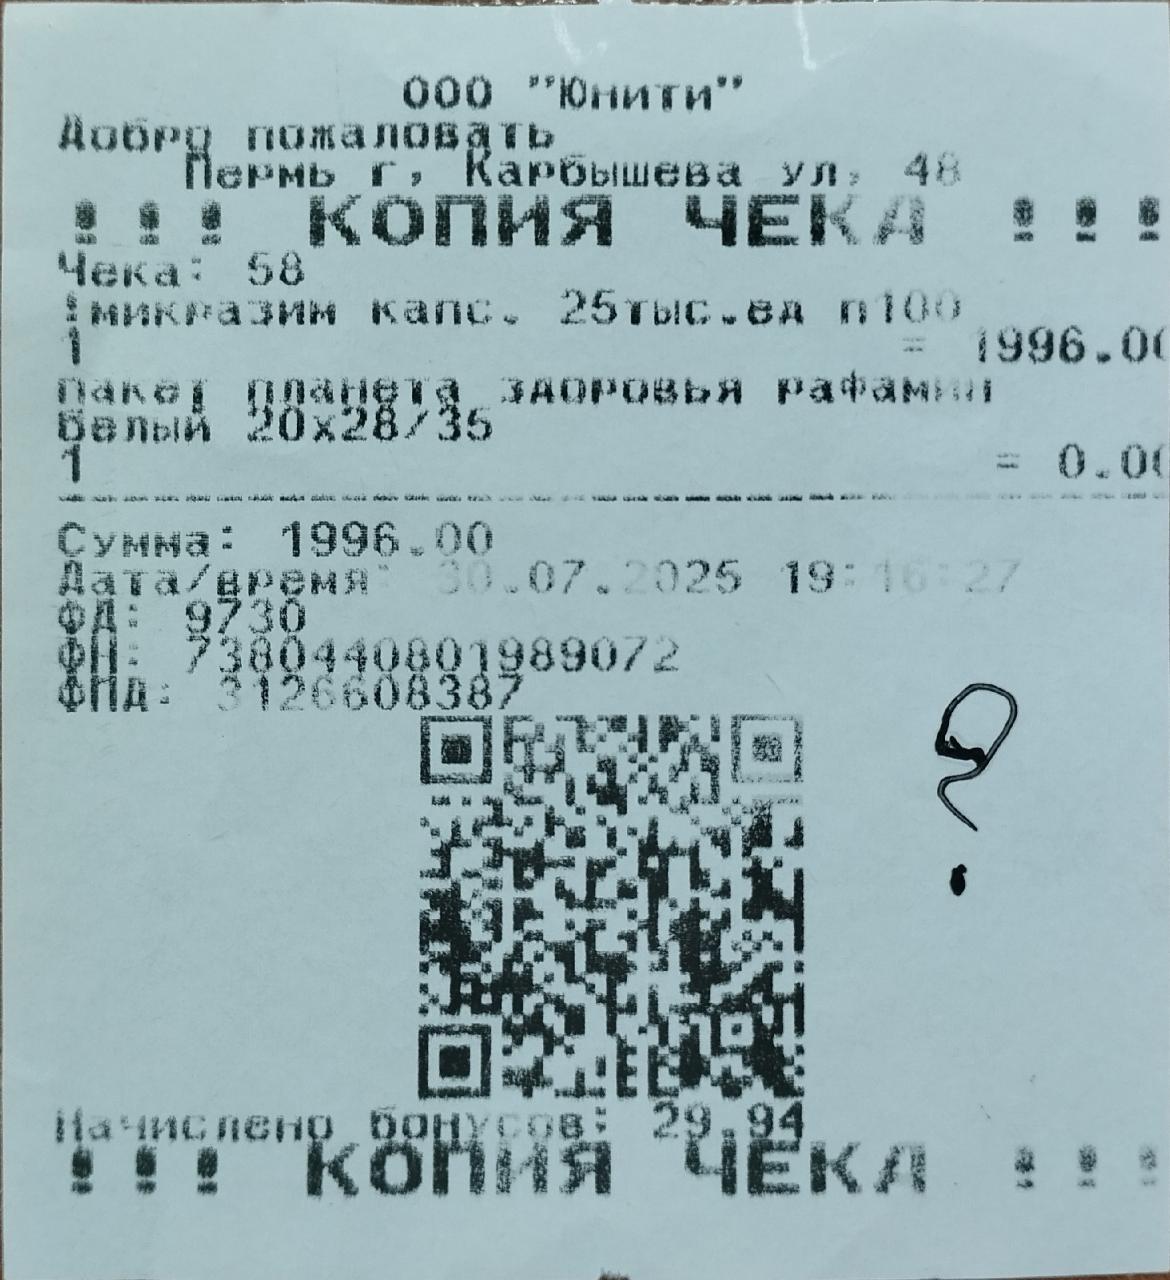 ООО "Юнити"
Добро пожаловать
Пермь г, Карбышева ул, 48
! ! ! КОПИЯ ЧЕКА ! ! !
Чека: 58
!микразим капс. 25тыс.ед n100
1 = 1996.00
пакет планета здоровья рафамин
белый 20х28/35
1 = 0.00
Сумма: 1996.00
Дата/время: 30.07.2025 19:16:27
ФД: 9730
ФН: 7380440801989072
ФПД: 3126608387
Начислено бонусов: 29.94
! ! ! КОПИЯ ЧЕКА ! ! !